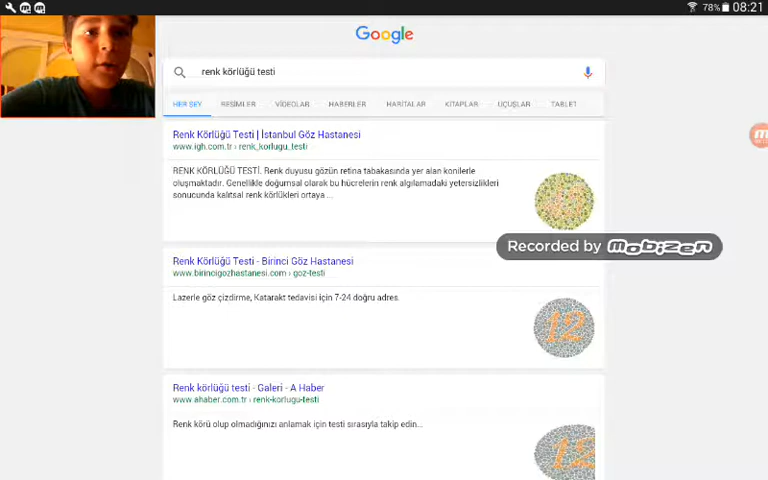 78% 08:21
Google
renk körlüğü testi
HER ŞEY RESİMLER VİDEOLAR HABERLER HARİTALAR KİTAPLAR UÇUŞLAR TABLET
Renk Körlüğü Testi | İstanbul Göz Hastanesi
www.igh.com.tr › renk_korlugu_testi
RENK KÖRLÜĞÜ TESTİ. Renk duyusu gözün retina tabakasında yer alan konilerle
oluşmaktadır. Genellikle doğumsal olarak bu hücrelerin renk algılamadaki yetersizlikleri
sonucunda kalıtsal renk körlükleri ortaya ...
Recorded by mobizen
Renk Körlüğü Testi - Birinci Göz Hastanesi
www.birincigozhastanesi.com › goz-testi
Lazerle göz çizdirme, Katarakt tedavisi için 7-24 doğru adres.
12
Renk körlüğü testi - Galeri - A Haber
www.ahaber.com.tr › renk-korlugu-testi
Renk körü olup olmadığınızı anlamak için testi sırasıyla takip edin...
12